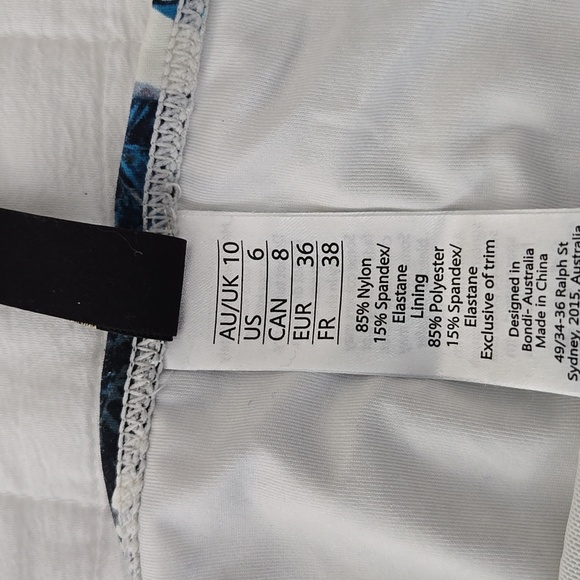 AU/UK 10
US 6
CAN 8
EUR 36
FR 38
85% Nylon
15% Spandex/
Elastane
Lining
85% Polyester
15% Spandex/
Elastane
Exclusive of trim
Designed in
Bondi- Australia
Made in China
49/34-36 Ralph St
Sydney, 2015, Australia